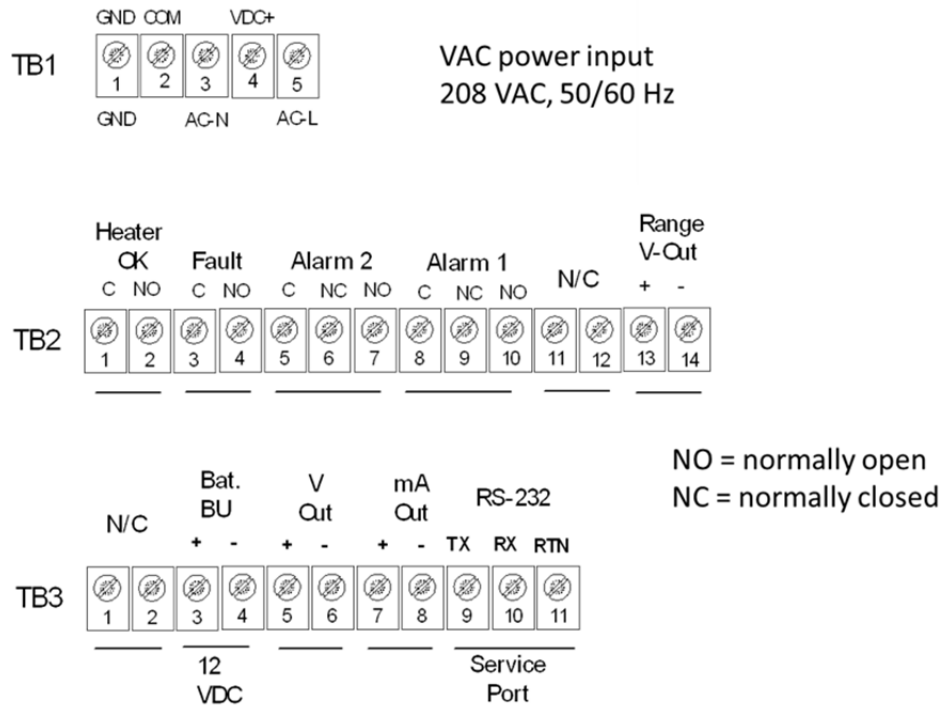 GND COM VDC+
TB1
1 2 3 4 5
GND AC-N AC-L
VAC power input
208 VAC, 50/60 Hz
Heater
OK Fault Alarm 2 Alarm 1 N/C Range
V-Out
C NO C NO C NC NO C NC NO + -
TB2
1 2 3 4 5 6 7 8 9 10 11 12 13 14
NO = normally open
NC = normally closed
N/C Bat.
BU V
Out mA
Out RS-232
+ - + - + - TX RX RTN
TB3
1 2 3 4 5 6 7 8 9 10 11
12
VDC
Service
Port